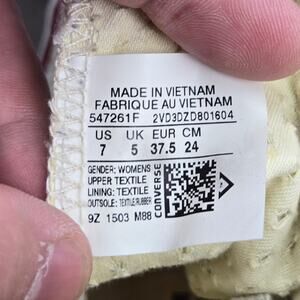 MADE IN VIETNAM
FABRIQUE AU VIETNAM
547261F 2VD3DZD801604
US UK EUR CM
7 5 37.5 24
GENDER: WOMENS
UPPER: TEXTILE
LINING: TEXTILE
OUTSOLE: TEXTILE RUBBER
9Z 1503 M88
CONVERSE